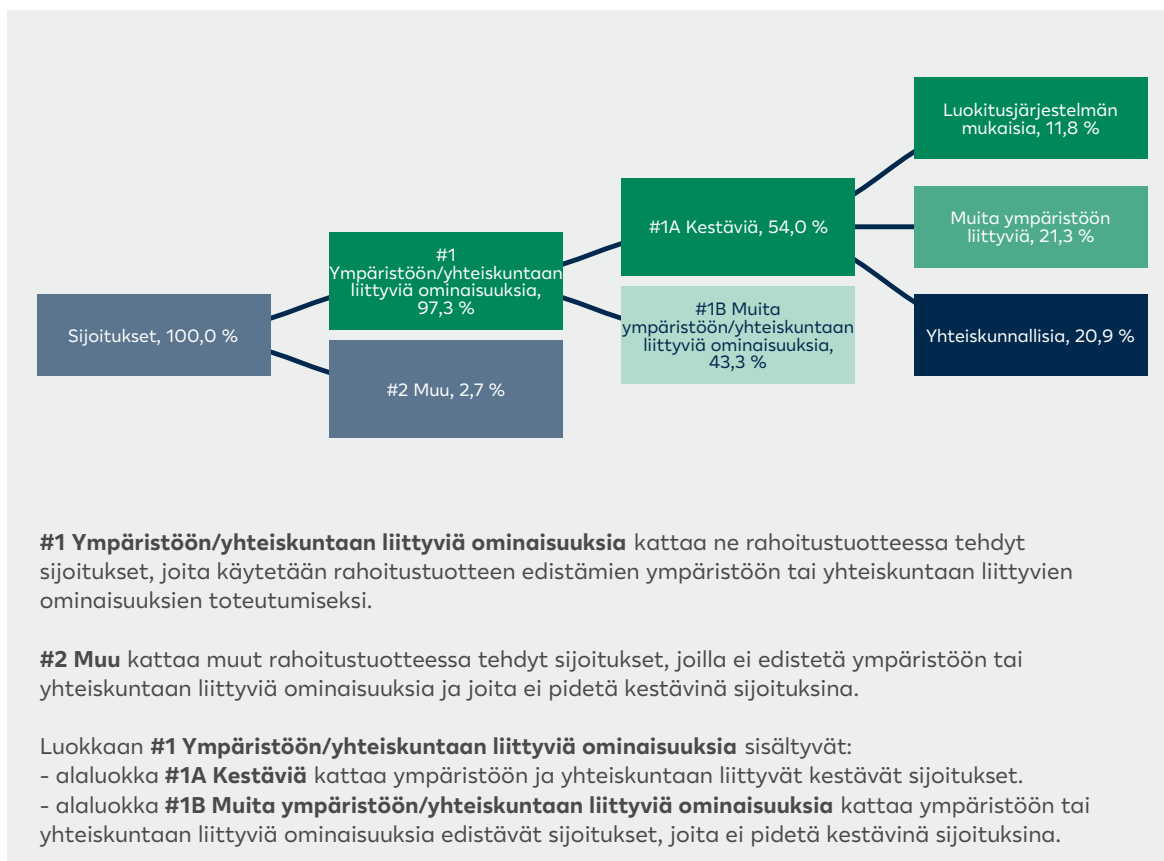 Luokitusjärjestelmän
mukaisia, 11,8 %
#1A Kestäviä, 54,0 %
Muita ympäristöön
liittyviä, 21,3 %
#1
Ympäristöön/yhteiskuntaan
liittyviä ominaisuuksia,
97,3 %
Sijoitukset, 100,0 %
#1B Muita
ympäristöön/yhteiskuntaan
liittyviä ominaisuuksia,
43,3 %
Yhteiskunnallisia, 20,9 %
#2 Muu, 2,7 %
#1 Ympäristöön/yhteiskuntaan liittyviä ominaisuuksia kattaa ne rahoitustuotteessa tehdyt
sijoitukset, joita käytetään rahoitustuotteen edistämien ympäristöön tai yhteiskuntaan liittyvien
ominaisuuksien toteutumiseksi.
#2 Muu kattaa muut rahoitustuotteessa tehdyt sijoitukset, joilla ei edistetä ympäristöön tai
yhteiskuntaan liittyviä ominaisuuksia ja joita ei pidetä kestävinä sijoituksina.
Luokkaan #1 Ympäristöön/yhteiskuntaan liittyviä ominaisuuksia sisältyvät:
- alaluokka #1A Kestäviä kattaa ympäristöön ja yhteiskuntaan liittyvät kestävät sijoitukset.
- alaluokka #1B Muita ympäristöön/yhteiskuntaan liittyviä ominaisuuksia kattaa ympäristöön tai
yhteiskuntaan liittyviä ominaisuuksia edistävät sijoitukset, joita ei pidetä kestävinä sijoituksina.